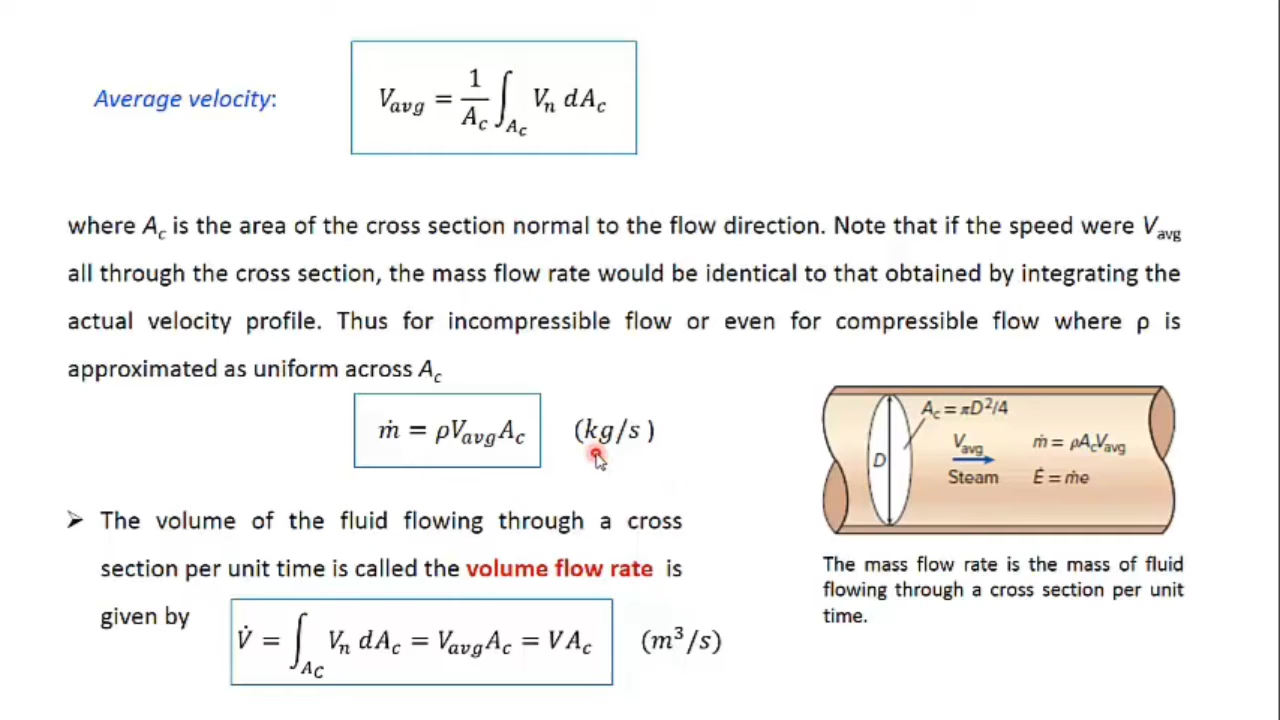 Average velocity:
V_avg = 1/A_c ∫_{A_c} V_n dA_c
where A_c is the area of the cross section normal to the flow direction. Note that if the speed were V_avg
all through the cross section, the mass flow rate would be identical to that obtained by integrating the
actual velocity profile. Thus for incompressible flow or even for compressible flow where ρ is
approximated as uniform across A_c
ṁ = ρV_avg A_c (kg/s )
➢ The volume of the fluid flowing through a cross
section per unit time is called the volume flow rate is
given by
V̇ = ∫_{AC} V_n dA_c = V_avg A_c = VA_c (m³/s)
A_c = πD²/4
D
V_avg
Steam
ṁ = ρA_cV_avg
Ė = ṁe
The mass flow rate is the mass of fluid
flowing through a cross section per unit
time.